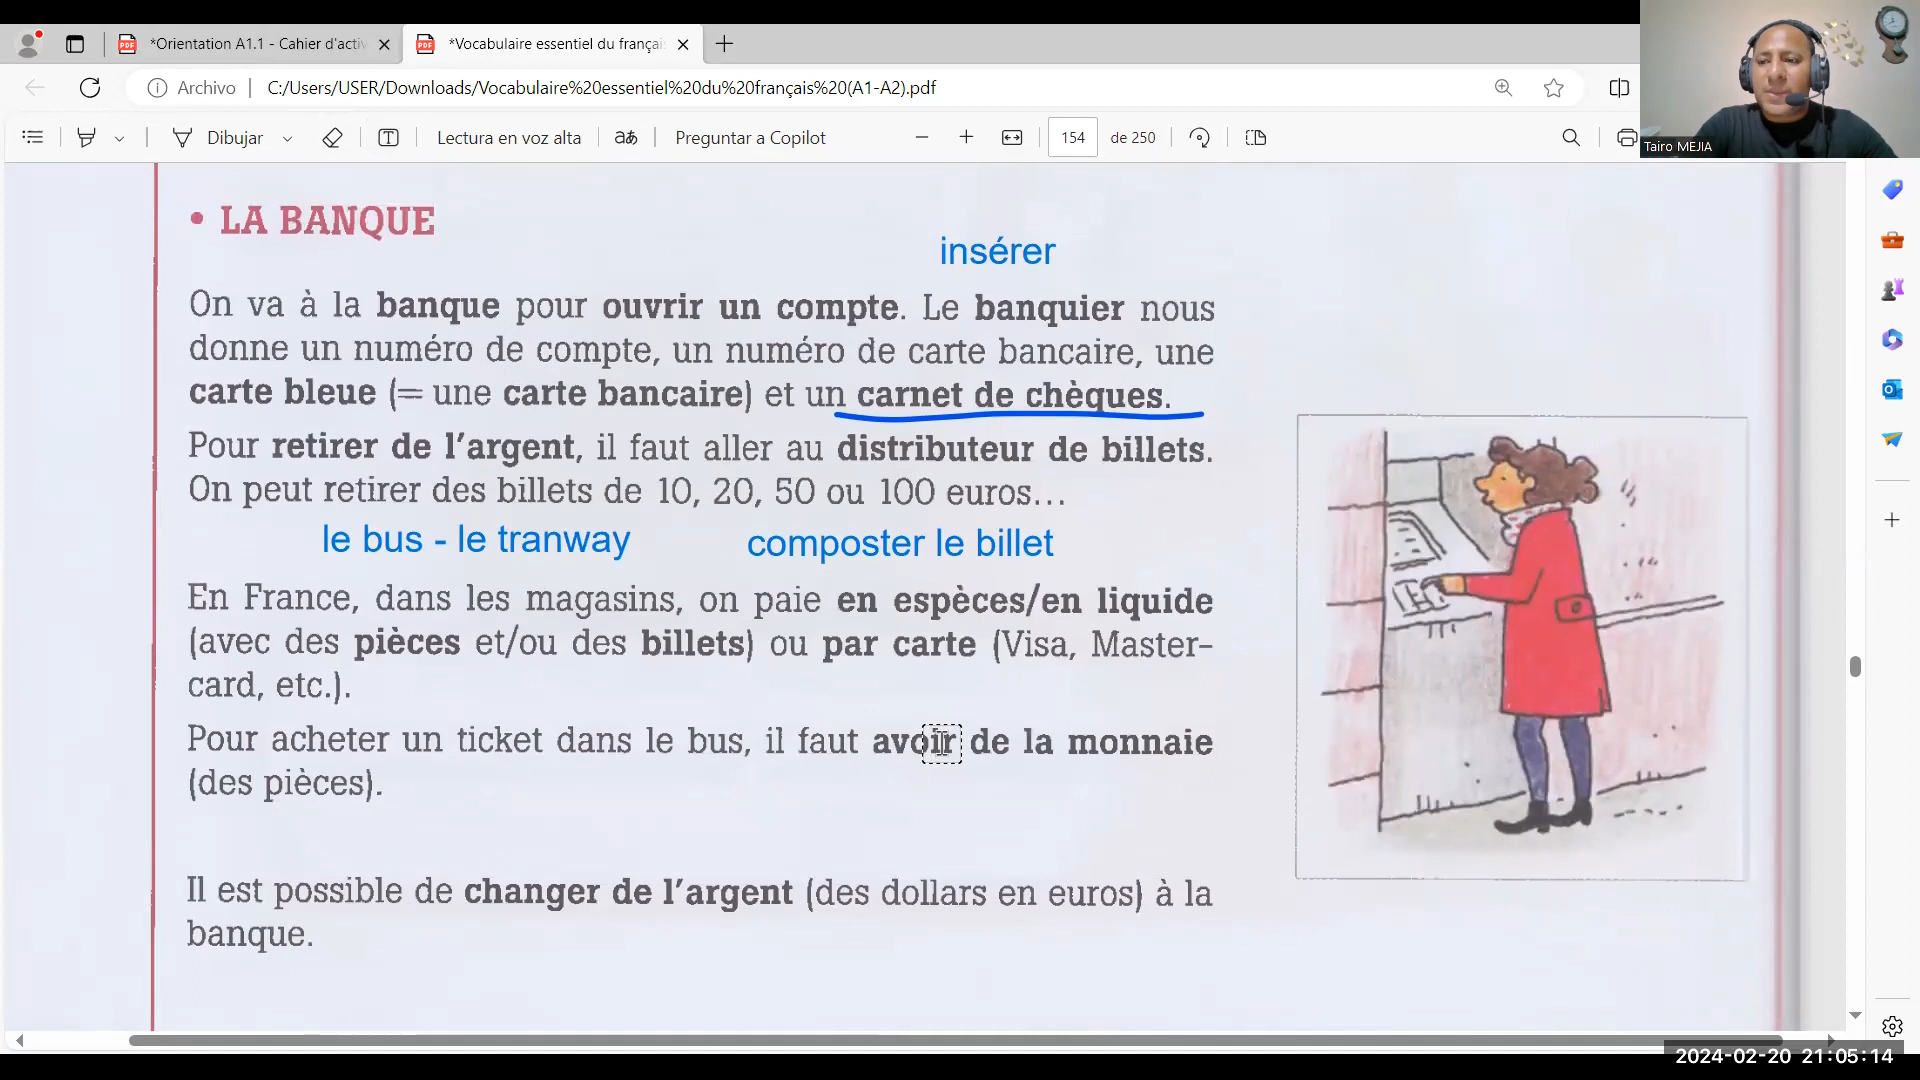 *Orientation A1.1 - Cahier d'activ
*Vocabulaire essentiel du françai
Archivo
C:/Users/USER/Downloads/Vocabulaire%20essentiel%20du%20français%20(A1-A2).pdf
Dibujar
Lectura en voz alta
aあ
Preguntar a Copilot
154 de 250
Tairo MEJIA
• LA BANQUE
insérer
On va à la banque pour ouvrir un compte. Le banquier nous
donne un numéro de compte, un numéro de carte bancaire, une
carte bleue (= une carte bancaire) et un carnet de chèques.
Pour retirer de l'argent, il faut aller au distributeur de billets.
On peut retirer des billets de 10, 20, 50 ou 100 euros...
le bus - le tranway composter le billet
En France, dans les magasins, on paie en espèces/en liquide
(avec des pièces et/ou des billets) ou par carte (Visa, Master–
card, etc.).
Pour acheter un ticket dans le bus, il faut avoir de la monnaie
(des pièces).
Il est possible de changer de l'argent (des dollars en euros) à la
banque.
2024-02-20 21:05:14